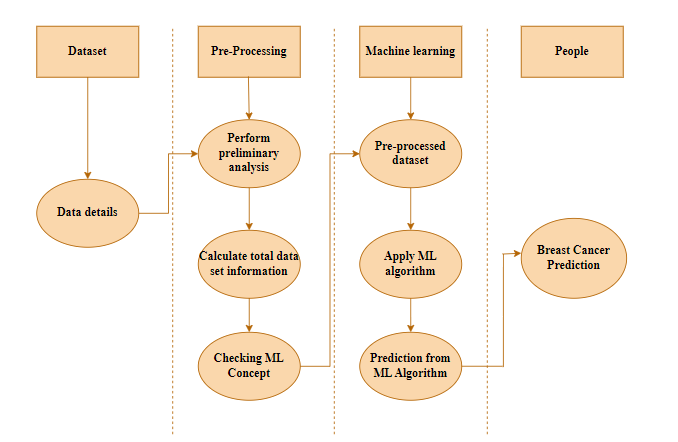 Dataset
Pre-Processing
Machine learning
People
Data details
Perform
preliminary
analysis
Calculate total data
set information
Checking ML
Concept
Pre-processed
dataset
Apply ML
algorithm
Prediction from
ML Algorithm
Breast Cancer
Prediction